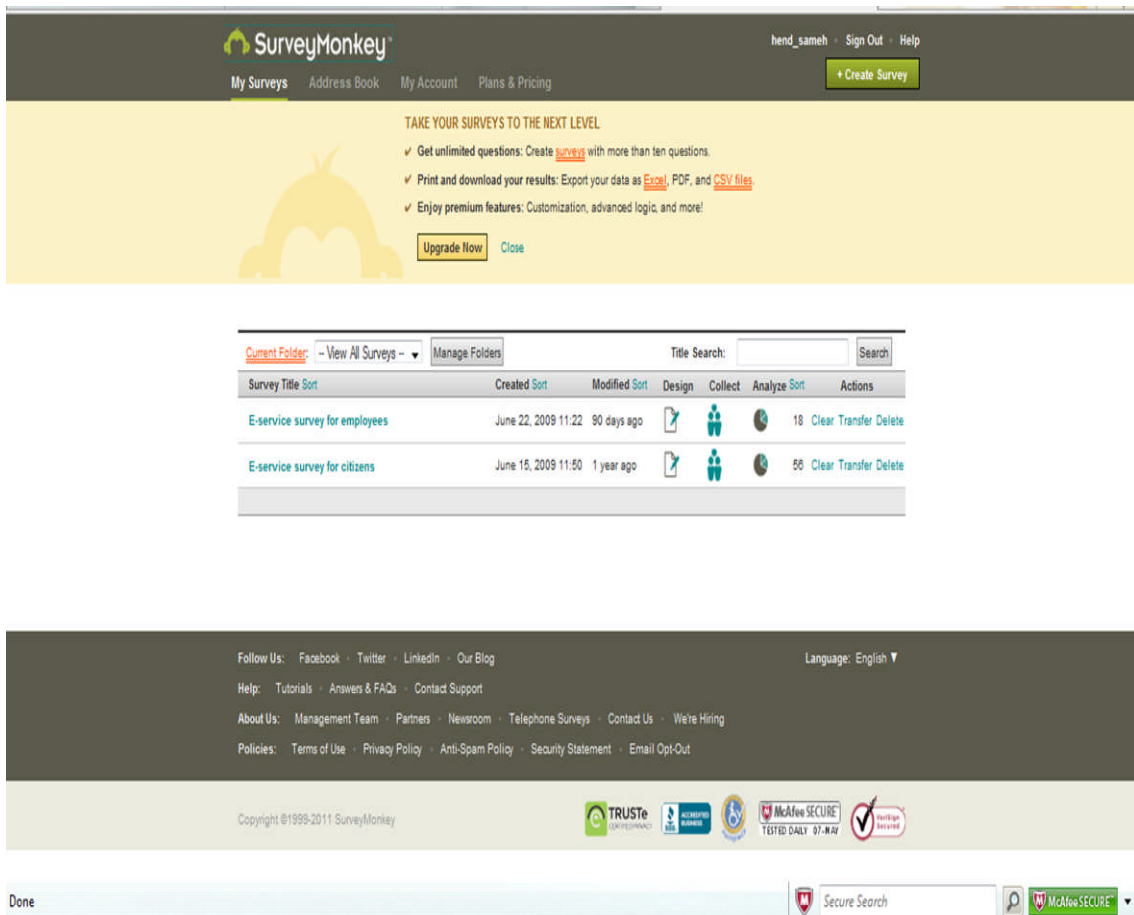 SurveyMonkey
hend_sameh Sign Out Help
My Surveys Address Book My Account Plans & Pricing
+ Create Survey
TAKE YOUR SURVEYS TO THE NEXT LEVEL
Get unlimited questions: Create surveys with more than ten questions.
Print and download your results: Export your data as Excel, PDF, and CSV files.
Enjoy premium features: Customization, advanced logic, and more!
Upgrade Now Close
Current Folder: -- View All Surveys -- Manage Folders Title Search: Search
Survey Title Sort Created Sort Modified Sort Design Collect Analyze Sort Actions
E-service survey for employees June 22, 2009 11:22 90 days ago 18 Clear Transfer Delete
E-service survey for citizens June 15, 2009 11:50 1 year ago 56 Clear Transfer Delete
Follow Us: Facebook · Twitter · LinkedIn · Our Blog Language: English
Help: Tutorials · Answers & FAQs · Contact Support
About Us: Management Team · Partners · Newsroom · Telephone Surveys · Contact Us · We're Hiring
Policies: Terms of Use · Privacy Policy · Anti-Spam Policy · Security Statement · Email Opt-Out
Copyright ©1999-2011 SurveyMonkey
TRUSTe
CERTIFIED PRIVACY
BBB ACCREDITED BUSINESS
McAfee SECURE
TESTED DAILY 07-MAY
VeriSign Secured
Done Secure Search McAfee SECURE